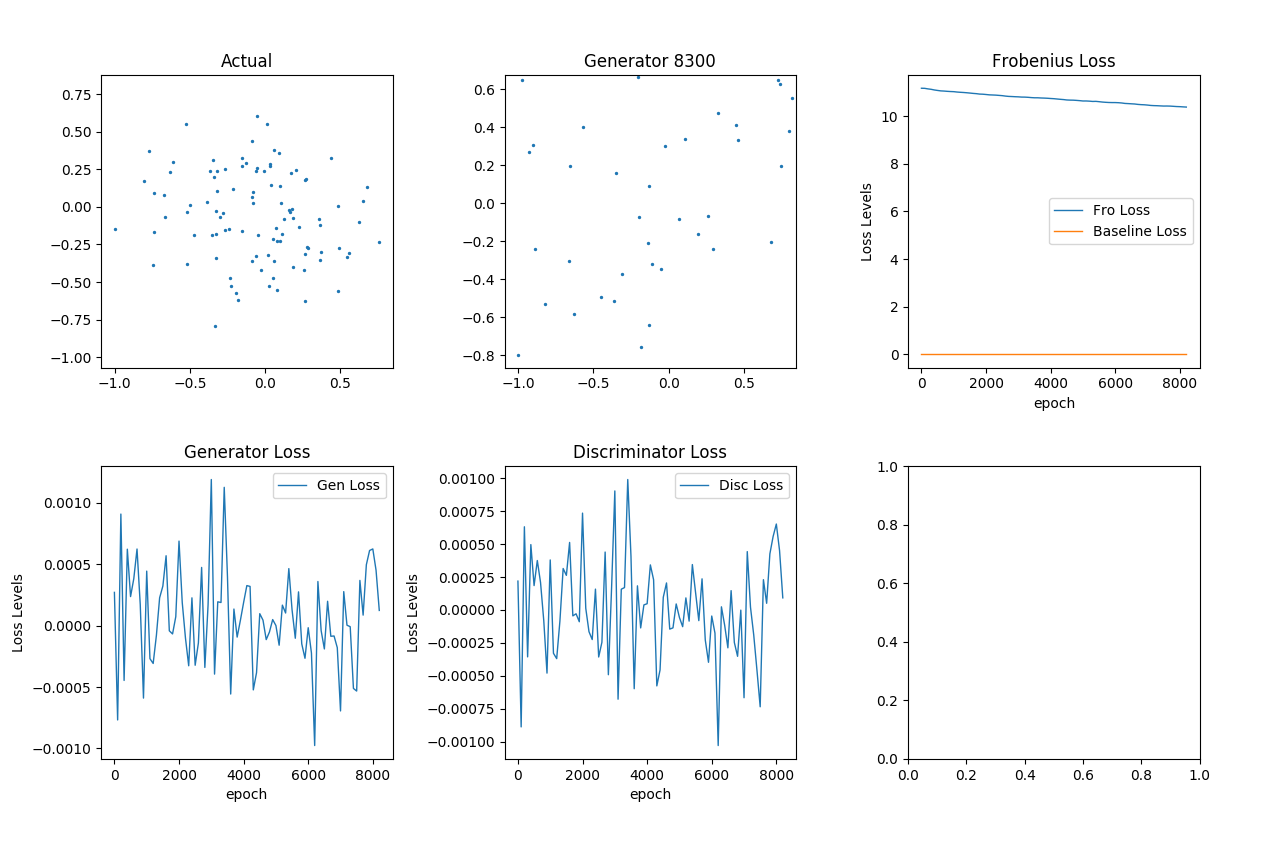 Actual
0.75
0.50
0.25
0.00
−0.25
−0.50
−0.75
−1.00
−1.0 −0.5 0.0 0.5
Generator 8300
0.6
0.4
0.2
0.0
−0.2
−0.4
−0.6
−0.8
−1.0 −0.5 0.0 0.5
Frobenius Loss
Loss Levels
10
8
6
4
2
0
Fro Loss
Baseline Loss
0 2000 4000 6000 8000
epoch
Generator Loss
Loss Levels
0.0010
0.0005
0.0000
−0.0005
−0.0010
Gen Loss
0 2000 4000 6000 8000
epoch
Discriminator Loss
Loss Levels
0.00100
0.00075
0.00050
0.00025
0.00000
−0.00025
−0.00050
−0.00075
−0.00100
Disc Loss
0 2000 4000 6000 8000
epoch
1.0
0.8
0.6
0.4
0.2
0.0
0.0 0.2 0.4 0.6 0.8 1.0